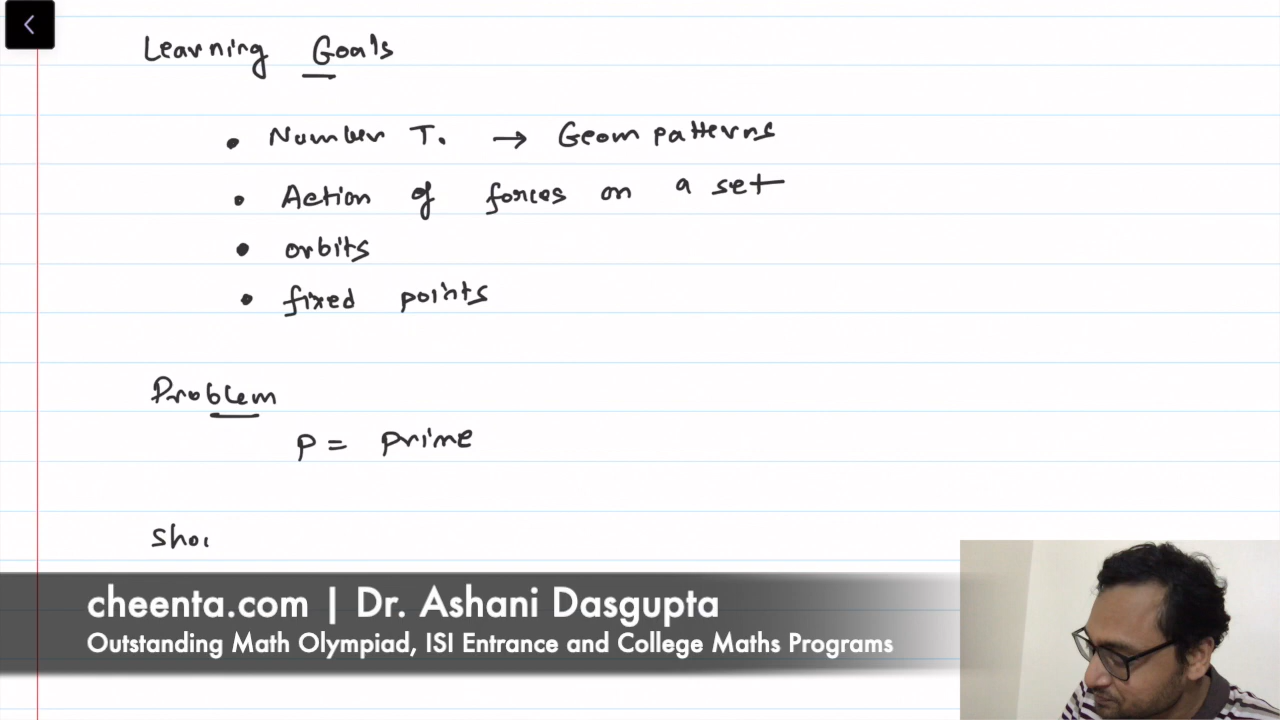 Learning Goals
• Number T. → Geom patterns
• Action of forces on a set
• orbits
• fixed points
Problem
P = prime
cheenta.com | Dr. Ashani Dasgupta
Outstanding Math Olympiad, ISI Entrance and College Maths Programs